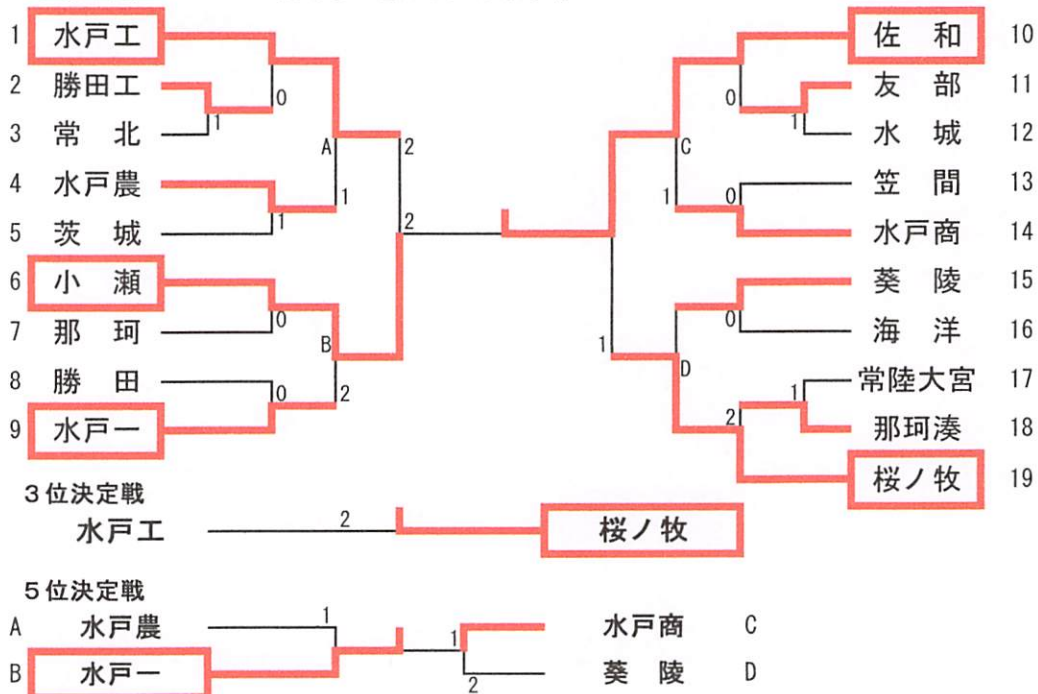 1 水戸工
2 勝田工
3 常北
4 水戸農
5 茨城
6 小瀬
7 那珂
8 勝田
9 水戸一
0
1
A
2
1
1
2
0
B
0
2
佐和 10
友部 11
水城 12
笠間 13
水戸商 14
葵陵 15
海洋 16
常陸大宮 17
那珂湊 18
桜ノ牧 19
0
1
C
1
0
0
1
D
1
2
3位決定戦
水戸工 2 桜ノ牧
5位決定戦
A 水戸農 1 1 水戸商 C
B 水戸一 2 葵陵 D